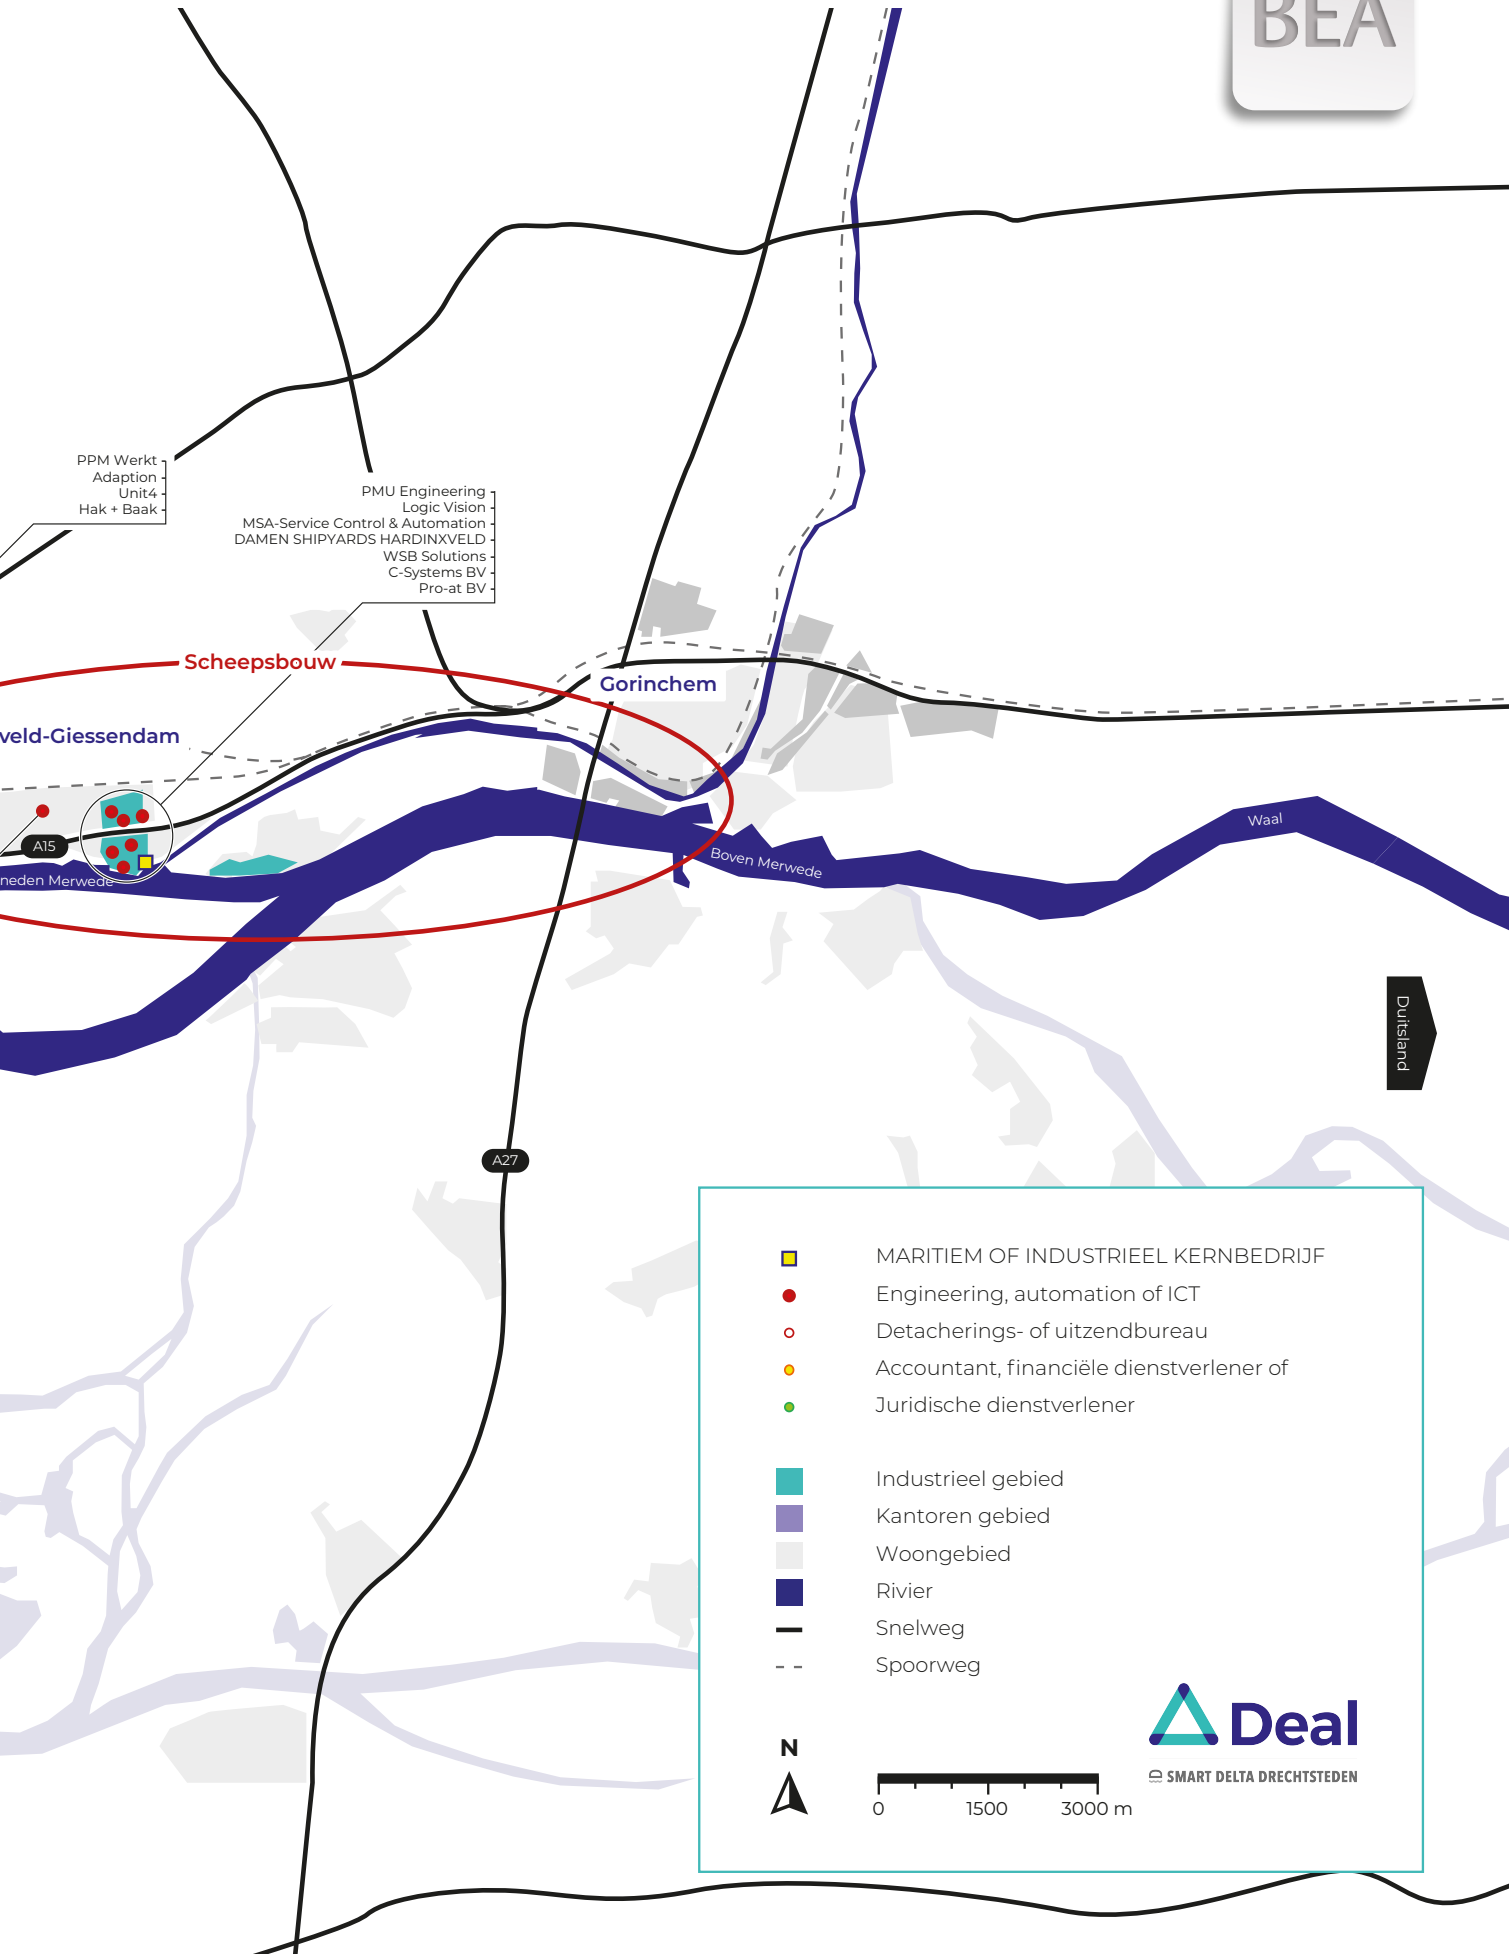 BEA
PPM Werkt
Adaption
Unit4
Hak + Baak
PMU Engineering
Logic Vision
MSA-Service Control & Automation
DAMEN SHIPYARDS HARDINXVELD
WSB Solutions
C-Systems BV
Pro-at BV
Scheepsbouw
Gorinchem
veld-Giessendam
A15
neden Merwede
Boven Merwede
Waal
Duitsland
A27
MARITIEM OF INDUSTRIEEL KERNBEDRIJF
Engineering, automation of ICT
Detacherings- of uitzendbureau
Accountant, financiële dienstverlener of
Juridische dienstverlener
Industrieel gebied
Kantoren gebied
Woongebied
Rivier
Snelweg
Spoorweg
N
0 1500 3000 m
Deal
SMART DELTA DRECHTSTEDEN